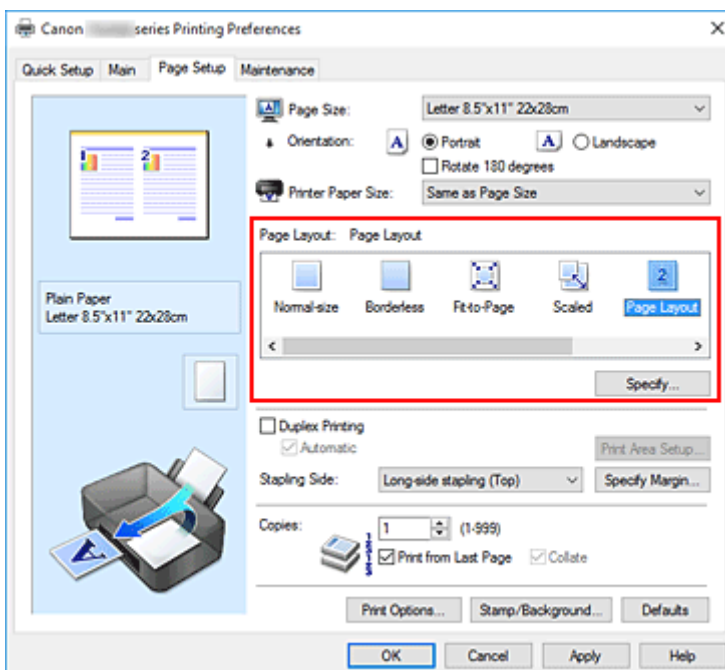 Canon series Printing Preferences
Quick Setup Main Page Setup Maintenance
1 2
Page Size: Letter 8.5"x11" 22x28cm
Orientation: A Portrait A Landscape
Rotate 180 degrees
Printer Paper Size: Same as Page Size
Page Layout: Page Layout
2
Normal-size Borderless Fit-to-Page Scaled Page Layout
Plain Paper
Letter 8.5"x11" 22x28cm
Specify...
Duplex Printing
Automatic Print Area Setup...
Stapling Side: Long-side stapling (Top) Specify Margin...
Copies: 1 (1-999)
Print from Last Page Collate
A
Print Options... Stamp/Background... Defaults
OK Cancel Apply Help